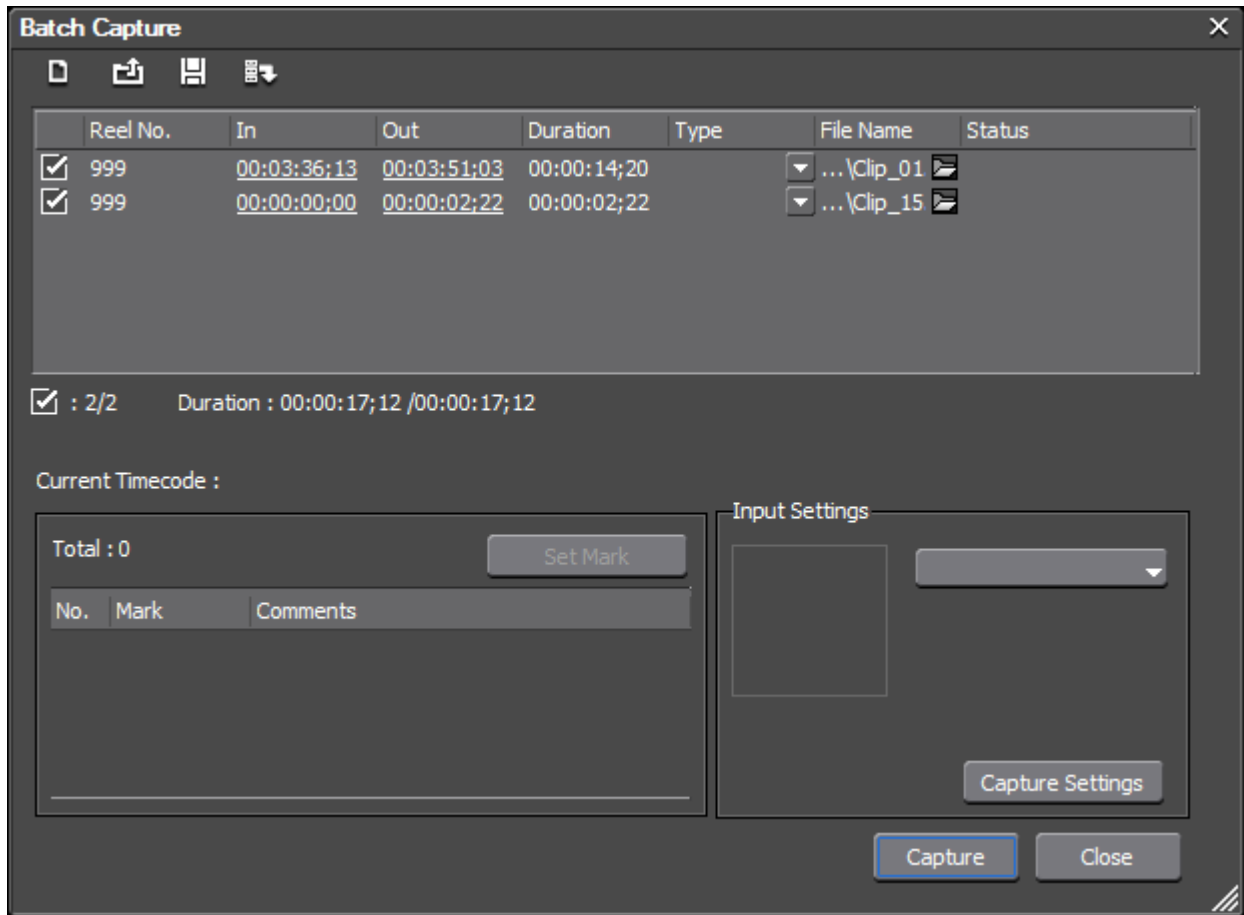 Batch Capture
Reel No. In Out Duration Type File Name Status
999 00:03:36;13 00:03:51;03 00:00:14;20 ...\Clip_01
999 00:00:00;00 00:00:02;22 00:00:02;22 ...\Clip_15
: 2/2 Duration : 00:00:17;12 /00:00:17;12
Current Timecode :
Total : 0 Set Mark
No. Mark Comments
Input Settings
Capture Settings
Capture Close